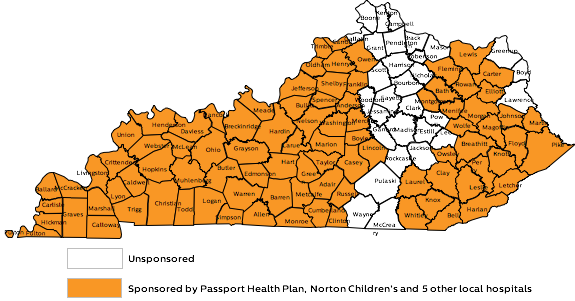 Boone
Kenton
Campbell
Gallatin
Grant
Pendleton
Bracken
Mason
Robertson
Lewis
Greenup
Carter
Boyd
Trimble
Oldham
Henry
Owen
Scott
Harrison
Nicholas
Fleming
Rowan
Elliott
Lawrence
Jefferson
Shelby
Franklin
Bourbon
Bath
Bullitt
Spencer
Anderson
Woodford
Fayette
Clark
Montgomery
Menifee
Morgan
Johnson
Martin
Meade
Nelson
Washington
Mercer
Madison
Estill
Pow
Wolfe
Magoffin
Floyd
Pike
Union
Henderson
Daviess
Breckinridge
Hardin
Larue
Marion
Boyle
Garrard
Lincoln
Jackson
Lee
Owsley
Breathitt
Knott
Per
Webster
McLean
Ohio
Grayson
Hart
Taylor
Casey
Rockcastle
Clay
Leslie
Letcher
Crittenden
Hopkins
Muhlenberg
Butler
Edmonson
Green
Adair
Pulaski
Laurel
Livingston
Caldwell
Lyon
Christian
Todd
Logan
Warren
Barren
Metcalfe
Russell
Knox
Harlan
Bell
Whitley
Ballard
McCracken
Carlisle
Graves
Marshall
Calloway
Trigg
Simpson
Allen
Monroe
Cumberland
Clinton
Wayne
McCrea
ry
Hickman
Fulton
Unsponsored
Sponsored by Passport Health Plan, Norton Children's and 5 other local hospitals